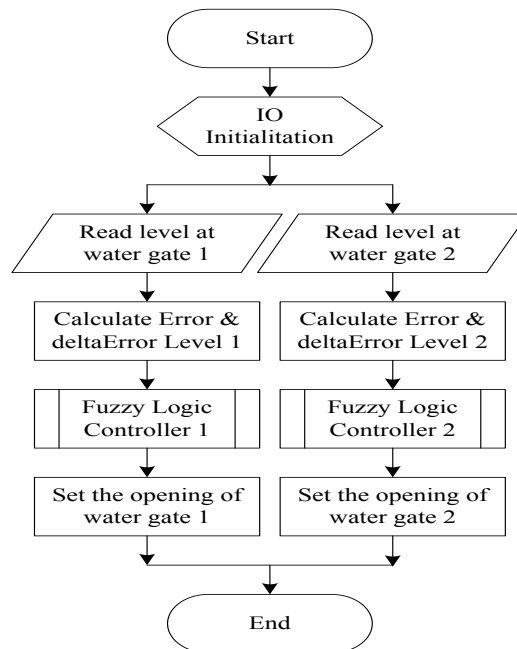 Start
IO
Initialitation
Read level at
water gate 1
Read level at
water gate 2
Calculate Error &
deltaError Level 1
Calculate Error &
deltaError Level 2
Fuzzy Logic
Controller 1
Fuzzy Logic
Controller 2
Set the opening of
water gate 1
Set the opening of
water gate 2
End